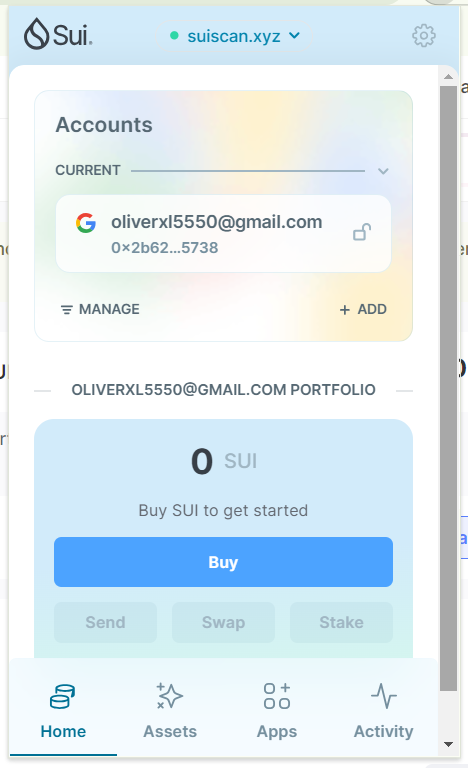 Sui
suiscan.xyz
Accounts
CURRENT
oliverxl5550@gmail.com
0×2b62...5738
MANAGE
+ ADD
OLIVERXL5550@GMAIL.COM PORTFOLIO
0 SUI
Buy SUI to get started
Buy
Send Swap Stake
Home Assets Apps Activity